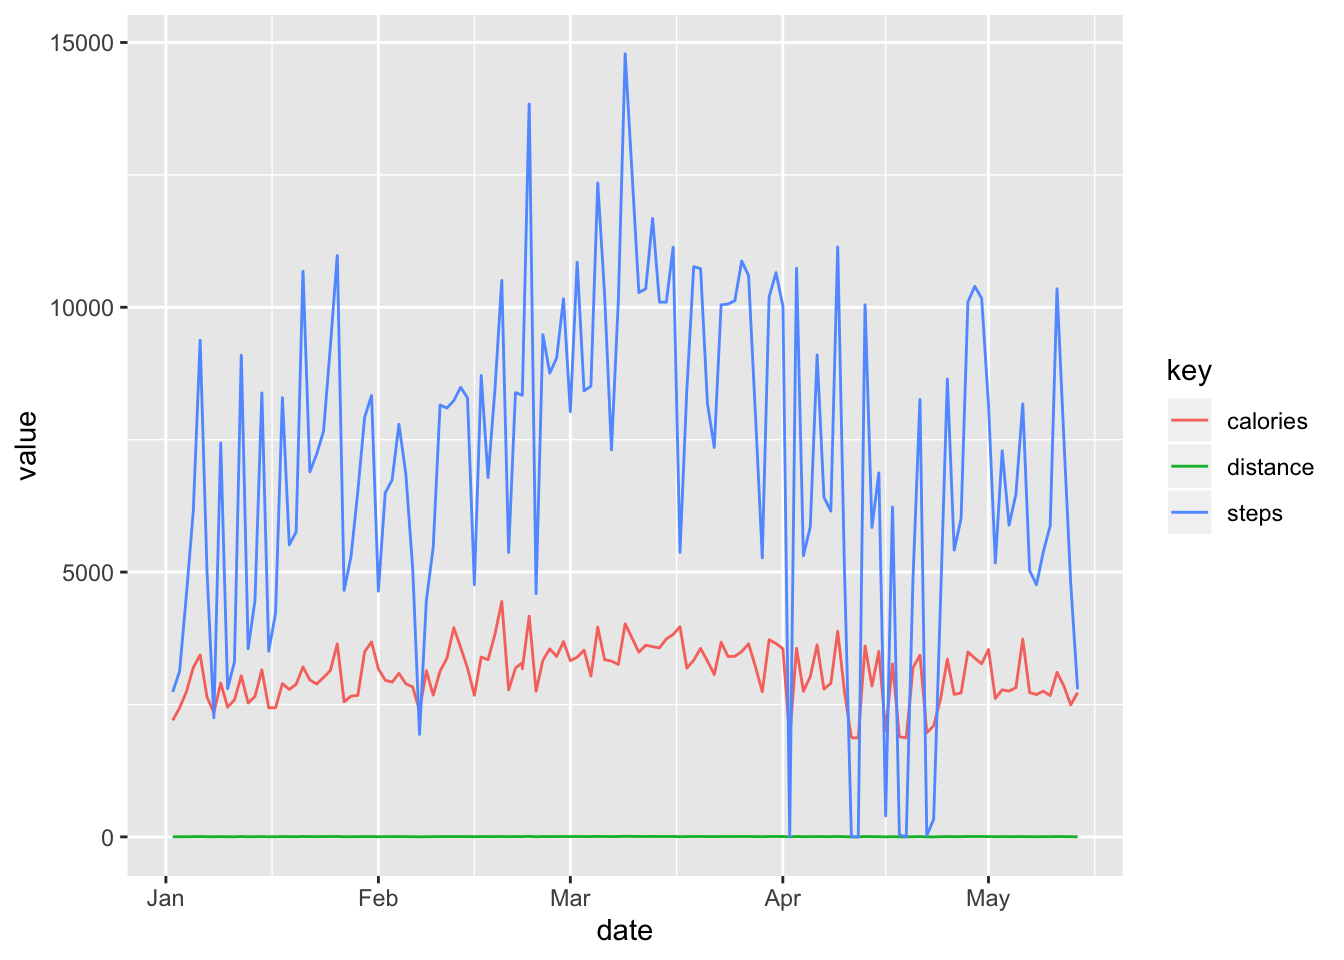 15000
10000
5000
0
value
Jan Feb Mar Apr May
date
key
calories
distance
steps